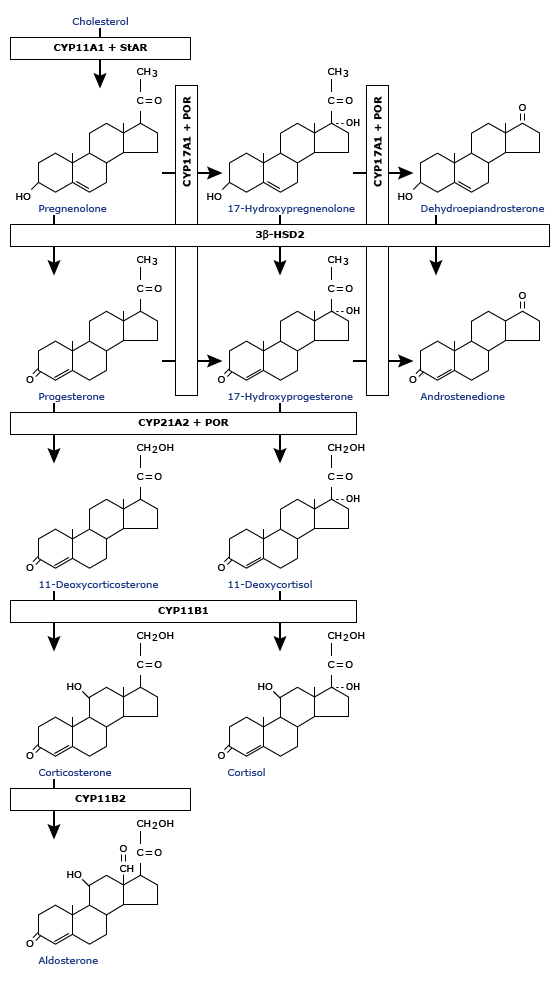 Cholesterol
CYP11A1 + StAR
CH3
CH3
C=O
C=O
O
OH
CYP17A1 + POR
CYP17A1 + POR
HO
HO
HO
Pregnenolone
17-Hydroxypregnenolone
Dehydroepiandrosterone
3β-HSD2
CH3
CH3
C=O
C=O
O
OH
O
O
O
Progesterone
17-Hydroxyprogesterone
Androstenedione
CYP21A2 + POR
CH2OH
CH2OH
C=O
C=O
OH
O
O
11-Deoxycorticosterone
11-Deoxycortisol
CYP11B1
CH2OH
CH2OH
C=O
C=O
HO
HO
OH
O
O
Corticosterone
Cortisol
CYP11B2
CH2OH
O
C=O
CH
HO
O
Aldosterone